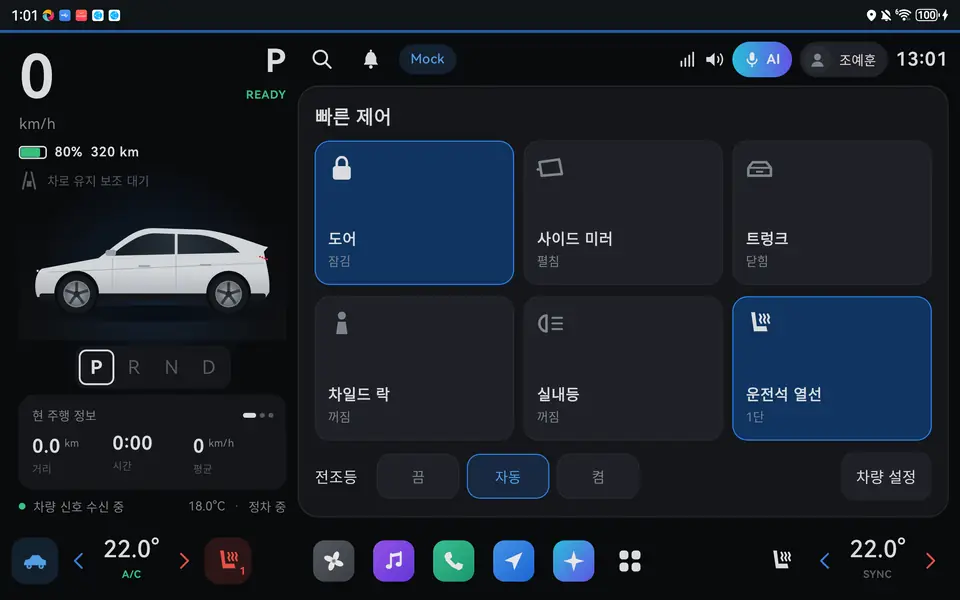 1:01
100
0
P
READY
km/h
80% 320 km
차로 유지 보조 대기
P R N D
현 주행 정보
0.0 km
거리
0:00
시간
0 km/h
평균
차량 신호 수신 중
18.0°C · 정차 중
Mock
AI
조예훈
13:01
빠른 제어
도어
잠김
사이드 미러
펼침
트렁크
닫힘
차일드 락
꺼짐
실내등
꺼짐
운전석 열선
1단
전조등
끔
자동
켬
차량 설정
22.0°
A/C
1
22.0°
SYNC